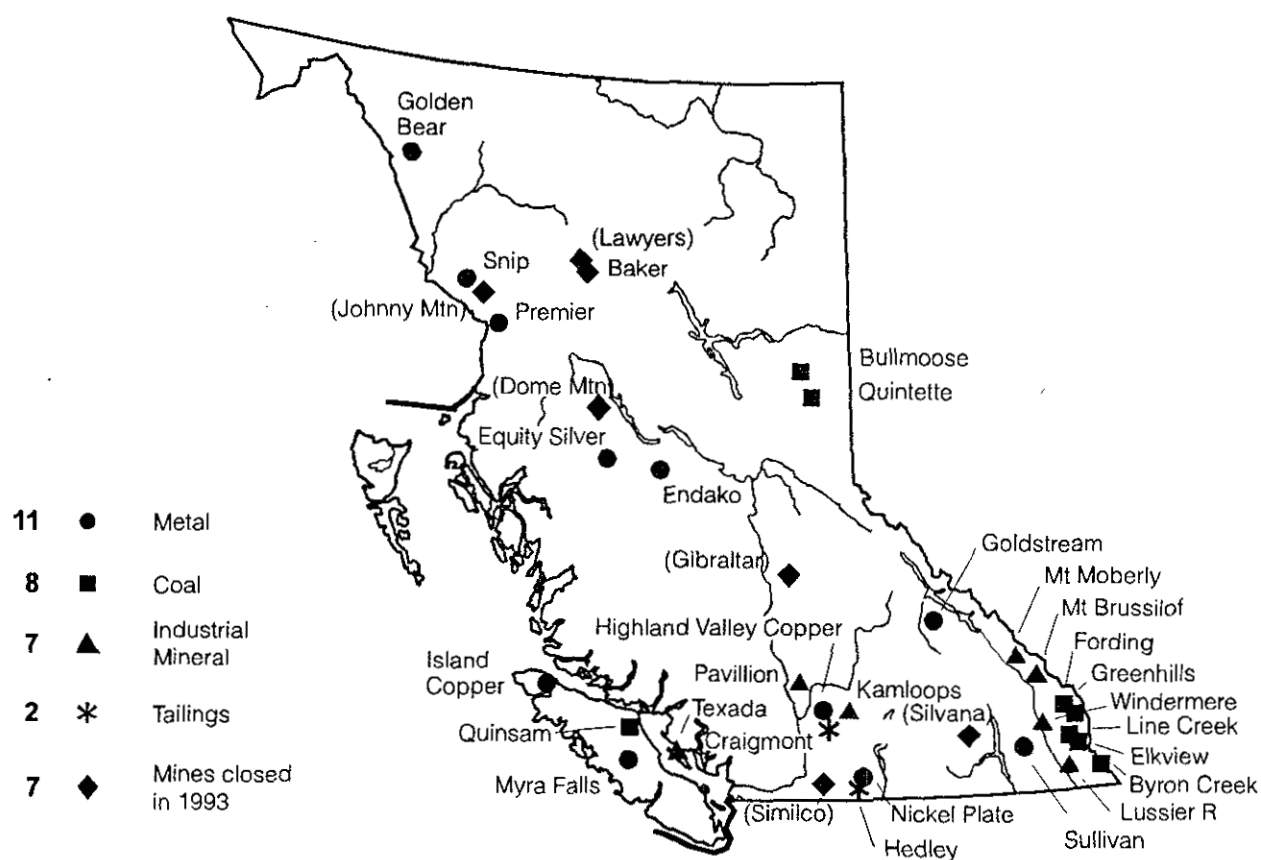 Golden
Bear
(Lawyers)
Snip
Baker
(Johnny Mtn)
Premier
Bullmoose
(Dome Mtn)
Quintette
Equity Silver
Endako
11 Metal
Goldstream
(Gibraltar)
8 Coal
Mt Moberly
Mt Brussilof
7 Industrial
Mineral
Highland Valley Copper
Fording
Island
Copper
Pavillion
Greenhills
Kamloops
Windermere
2 Tailings
Texada
(Silvana)
Line Creek
Quinsam
Craigmont
Elkview
7 Mines closed
in 1993
Myra Falls
Byron Creek
(Similco)
Nickel Plate
Lussier R
Hedley
Sullivan